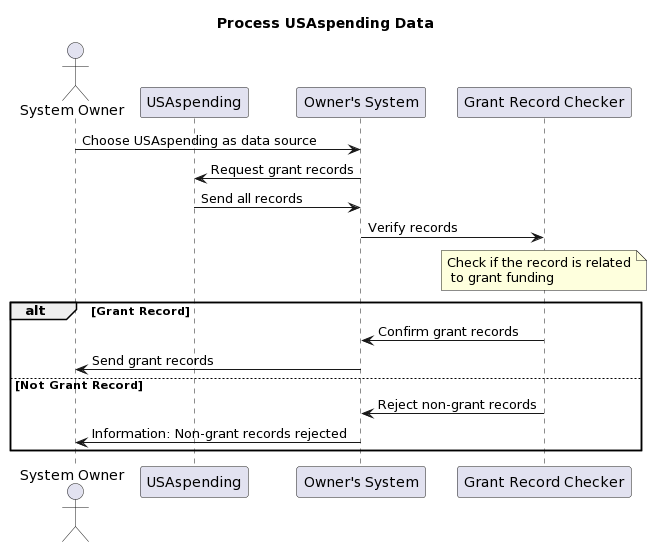 Process USAspending Data
System Owner
USAspending
Owner's System
Grant Record Checker
Choose USAspending as data source
Request grant records
Send all records
Verify records
Check if the record is related
to grant funding
alt
[Grant Record]
Confirm grant records
Send grant records
[Not Grant Record]
Reject non-grant records
Information: Non-grant records rejected
System Owner
USAspending
Owner's System
Grant Record Checker